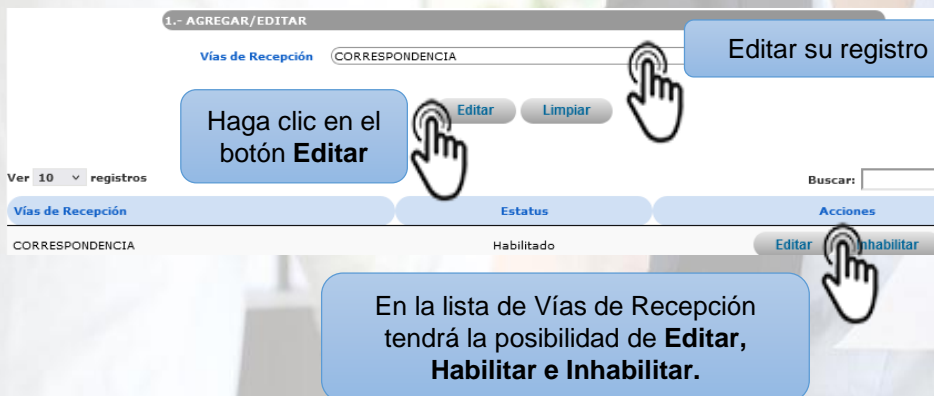 1.- AGREGAR/EDITAR
Vías de Recepción CORRESPONDENCIA
Editar su registro
Haga clic en el
botón Editar
Editar Limpiar
Ver 10 registros Buscar:
Vías de Recepción Estatus Acciones
CORRESPONDENCIA Habilitado Editar Inhabilitar
En la lista de Vías de Recepción
tendrá la posibilidad de Editar,
Habilitar e Inhabilitar.